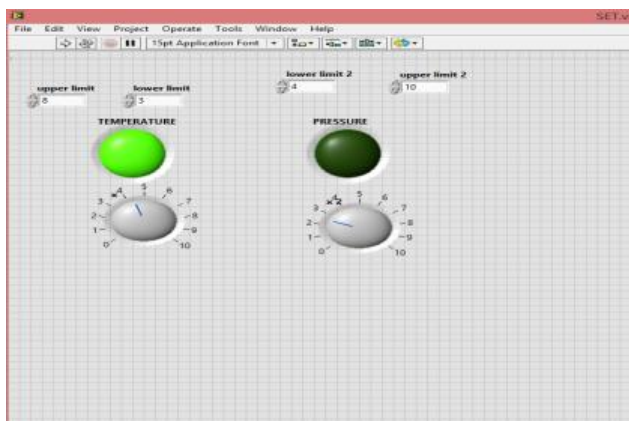 SET.v
File Edit View Project Operate Tools Window Help
15pt Application Font
lower limit 2 upper limit 2
4 10
upper limit lower limit
8 3
TEMPERATURE PRESSURE
x
0 1 2 3 4 5 6 7 8 9 10
x 2
0 1 2 3 4 5 6 7 8 9 10